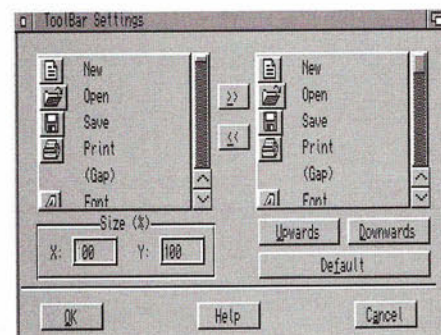 ToolBar Settings
New
Open
Save
Print
(Gap)
Font
>>
<<
New
Open
Save
Print
(Gap)
Font
Size (%)
X: 100 Y: 100
Upwards Downwards
Default
OK Help Cancel